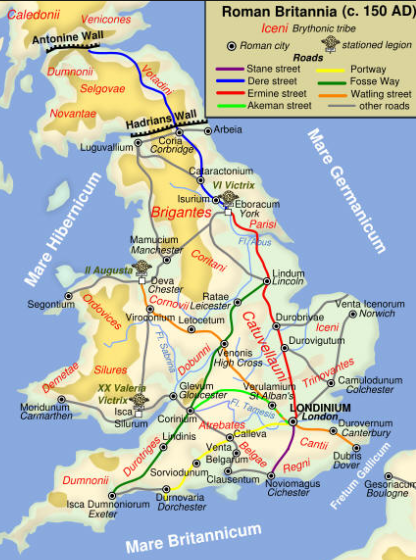 Roman Britannia (c. 150 AD)
Iceni Brythonic tribe
Roman city
stationed legion
Roads
Stane street
Portway
Dere street
Fosse Way
Ermine street
Watling street
Akeman street
other roads
Caledonii
Venicones
Antonine Wall
Dumnonii
Votadini
Selgovae
Novantae
Hadrians Wall
Coria
Corbridge
Arbeia
Luguvallium
Mare Germanicum
Mare Hibernicum
Cataractonium
VI Victrix
Isurium
Eboracum
York
Brigantes
Parisi
Fl. Abus
Mamucium
Manchester
Coritani
II Augusta
Deva
Chester
Lindum
Lincoln
Segontium
Ordovices
Cornovii
Viroconium
Letocetum
Ratae
Leicester
Venta Icenorum
Norwich
Durobrivae
Iceni
Catuvellauni
Durovigutum
Fl. Sabrina
Venonis
High Cross
Dobunni
Trinovantes
Silures
Demetae
XX Valeria
Victrix
Glevum
Gloucester
Verulamium
St Alban's
Camulodunum
Colchester
Moridunum
Carmarthen
Isca
Silurum
Corinium
Fl. Tamesis
LONDINIUM
London
Atrebates
Durovernum
Canterbury
Lindinis
Calleva
Cantii
Dubris
Dover
Durotriges
Venta
Belgarum
Belgae
Regni
Sorviodunum
Clausentum
Noviomagus
Cichester
Fretum Gallicum
Dumnonii
Durnovaria
Dorchester
Isca Dumnoniorum
Exeter
Gesoriacum
Boulogne
Mare Britannicum